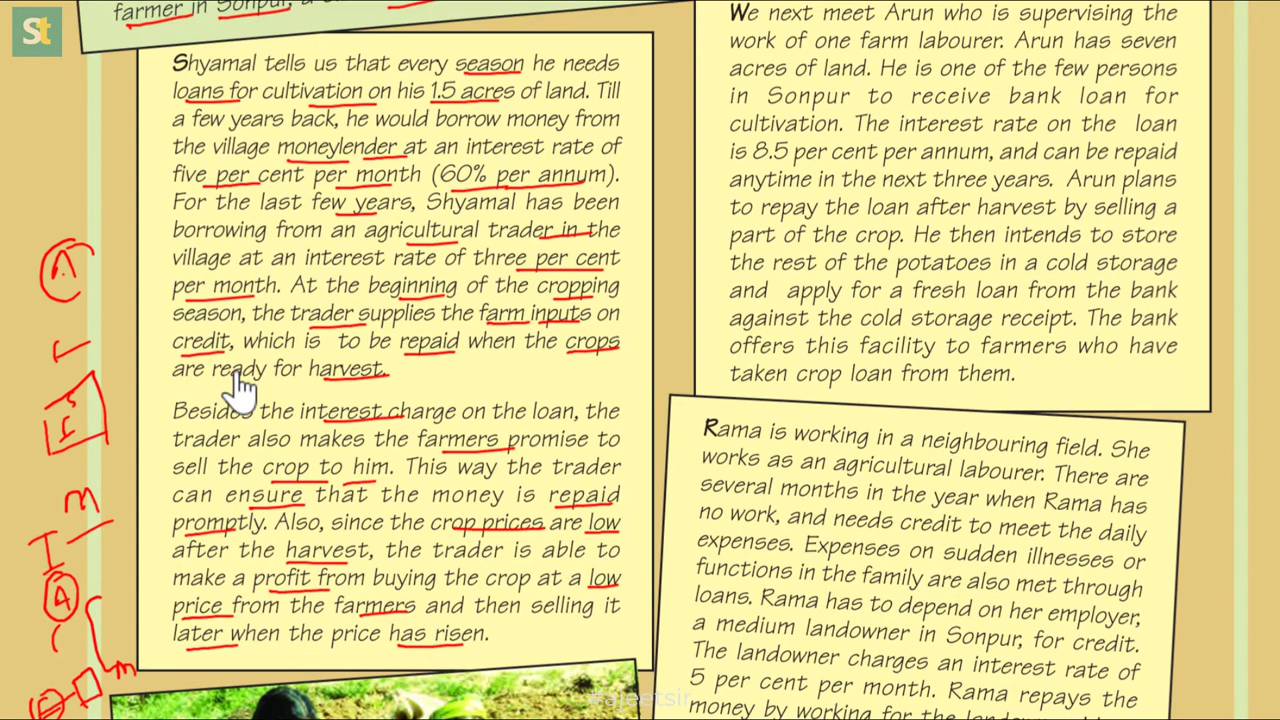 St
farmer in Sonpur, a
Shyamal tells us that every season he needs
loans for cultivation on his 1.5 acres of land. Till
a few years back, he would borrow money from
the village moneylender at an interest rate of
five per cent per month (60% per annum).
For the last few years, Shyamal has been
borrowing from an agricultural trader in the
village at an interest rate of three per cent
per month. At the beginning of the cropping
season, the trader supplies the farm inputs on
credit, which is to be repaid when the crops
are ready for harvest.
Besides the interest charge on the loan, the
trader also makes the farmers promise to
sell the crop to him. This way the trader
can ensure that the money is repaid
promptly. Also, since the crop prices are low
after the harvest, the trader is able to
make a profit from buying the crop at a low
price from the farmers and then selling it
later when the price has risen.
We next meet Arun who is supervising the
work of one farm labourer. Arun has seven
acres of land. He is one of the few persons
in Sonpur to receive bank loan for
cultivation. The interest rate on the loan
is 8.5 per cent per annum, and can be repaid
anytime in the next three years. Arun plans
to repay the loan after harvest by selling a
part of the crop. He then intends to store
the rest of the potatoes in a cold storage
and apply for a fresh loan from the bank
against the cold storage receipt. The bank
offers this facility to farmers who have
taken crop loan from them.
Rama is working in a neighbouring field. She
works as an agricultural labourer. There are
several months in the year when Rama has
no work, and needs credit to meet the daily
expenses. Expenses on sudden illnesses or
functions in the family are also met through
loans. Rama has to depend on her employer,
a medium landowner in Sonpur, for credit.
The landowner charges an interest rate of
5 per cent per month. Rama repays the
money by working for the
#ajeetsir